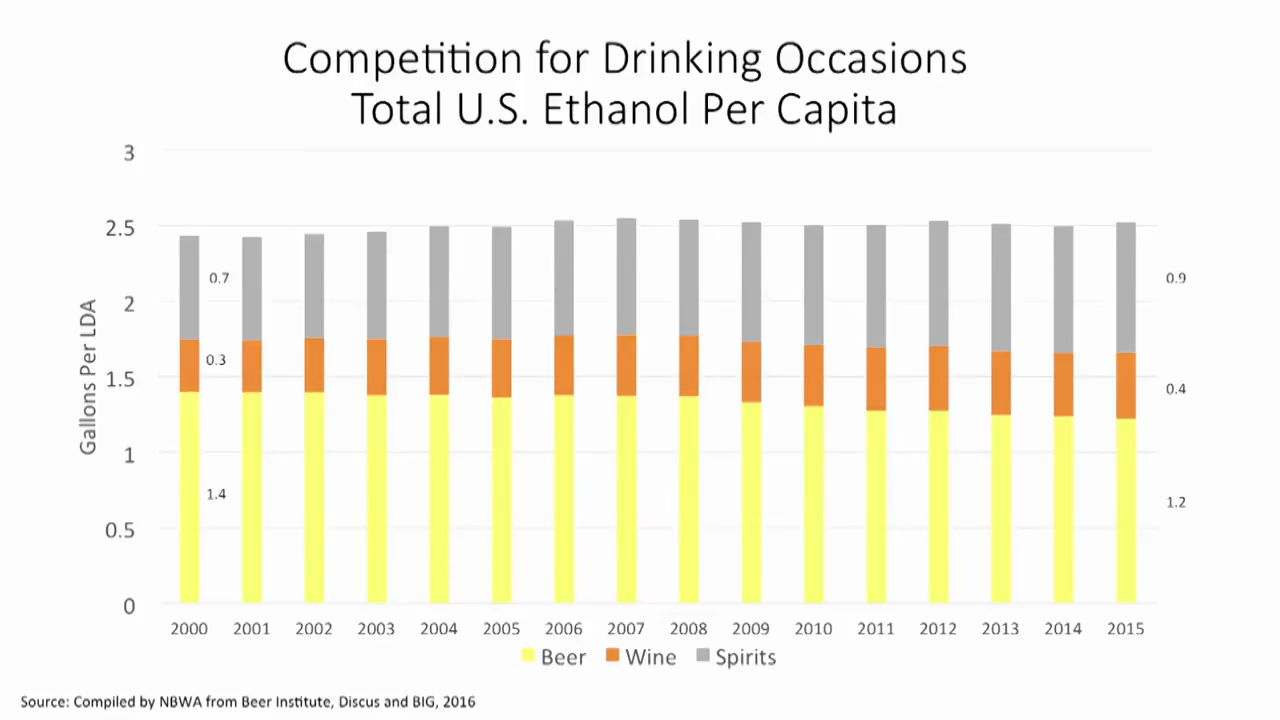 Competition for Drinking Occasions
Total U.S. Ethanol Per Capita
3
2.5
2
1.5
1
0.5
0
Gallons Per LDA
0.7
0.3
1.4
0.9
0.4
1.2
2000 2001 2002 2003 2004 2005 2006 2007 2008 2009 2010 2011 2012 2013 2014 2015
Beer Wine Spirits
Source: Compiled by NBWA from Beer Institute, Discus and BIG, 2016